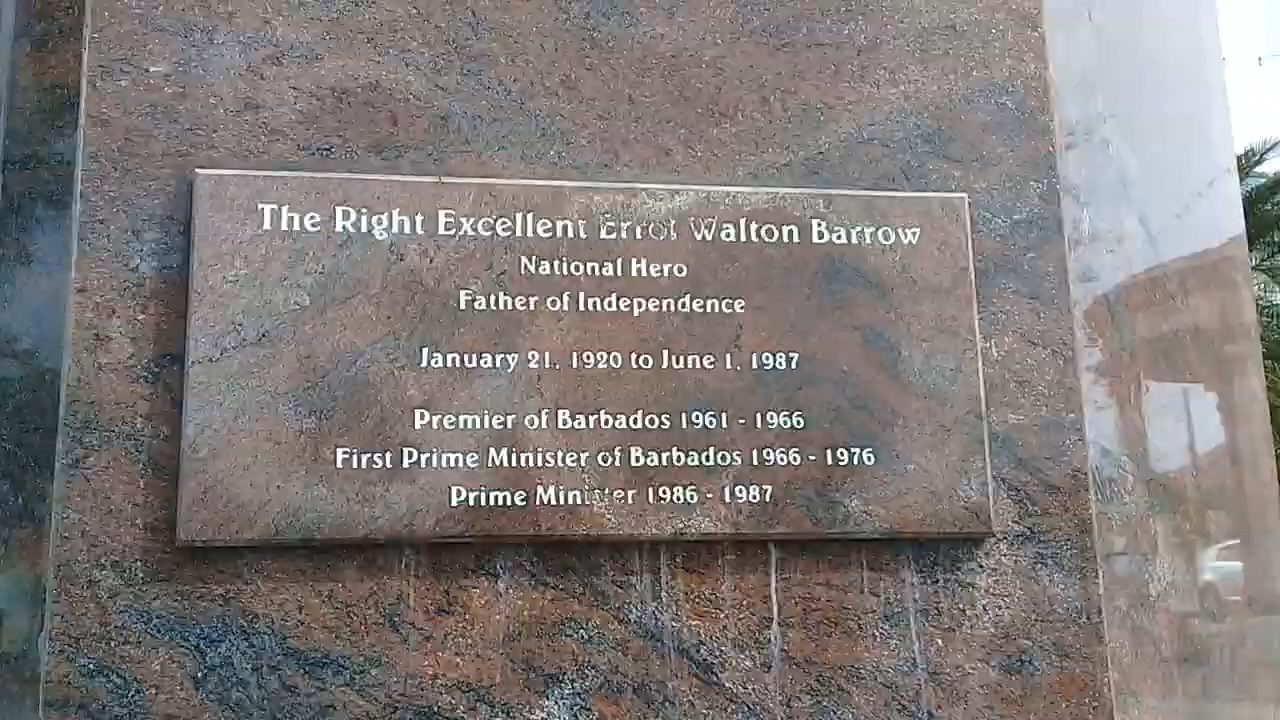 The Right Excellent Errol Walton Barrow
National Hero
Father of Independence
January 21, 1920 to June 1, 1987
Premier of Barbados 1961 - 1966
First Prime Minister of Barbados 1966 - 1976
Prime Minister 1986 - 1987